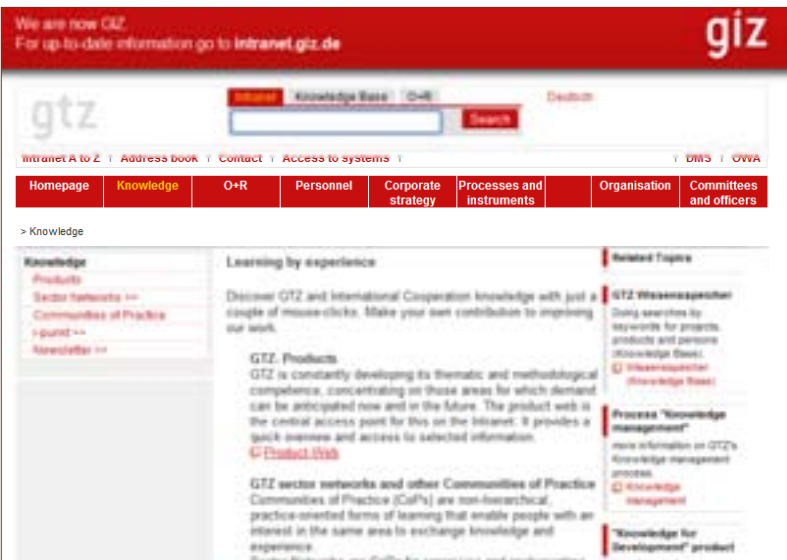 We are now GIZ.
For up-to-date information go to intranet.giz.de
giz
gtz
Intranet Knowledge Base O+R
Deutsch
Search
Intranet A to Z Address book Contact Access to systems
DMS OWA
Homepage Knowledge O+R Personnel Corporate strategy Processes and instruments Organisation Committees and officers
> Knowledge
Knowledge
Products
Sector Networks >>
Communities of Practice
i-punkt >>
Newsletter >>
Learning by experience
Discover GTZ and International Cooperation knowledge with just a
couple of mouse-clicks. Make your own contribution to improving
our work.
GTZ. Products
GTZ is constantly developing its thematic and methodological
competence, concentrating on those areas for which demand
can be anticipated now and in the future. The product web is
the central access point for this on the Intranet. It provides a
quick overview and access to selected information.
Product Web
GTZ sector networks and other Communities of Practice
Communities of Practice (CoPs) are non-hierarchical,
practice-oriented forms of learning that enable people with an
interest in the same area to exchange knowledge and
experience.
Related Topics
GTZ Wissensspeicher
Doing searches by
keywords for projects,
products and persons
(Knowledge Base)
Wissensspeicher
(Knowledge Base)
Process "Knowledge
management"
more information on GTZ's
Knowledge management
process.
Knowledge
management
"Knowledge for
Development" product